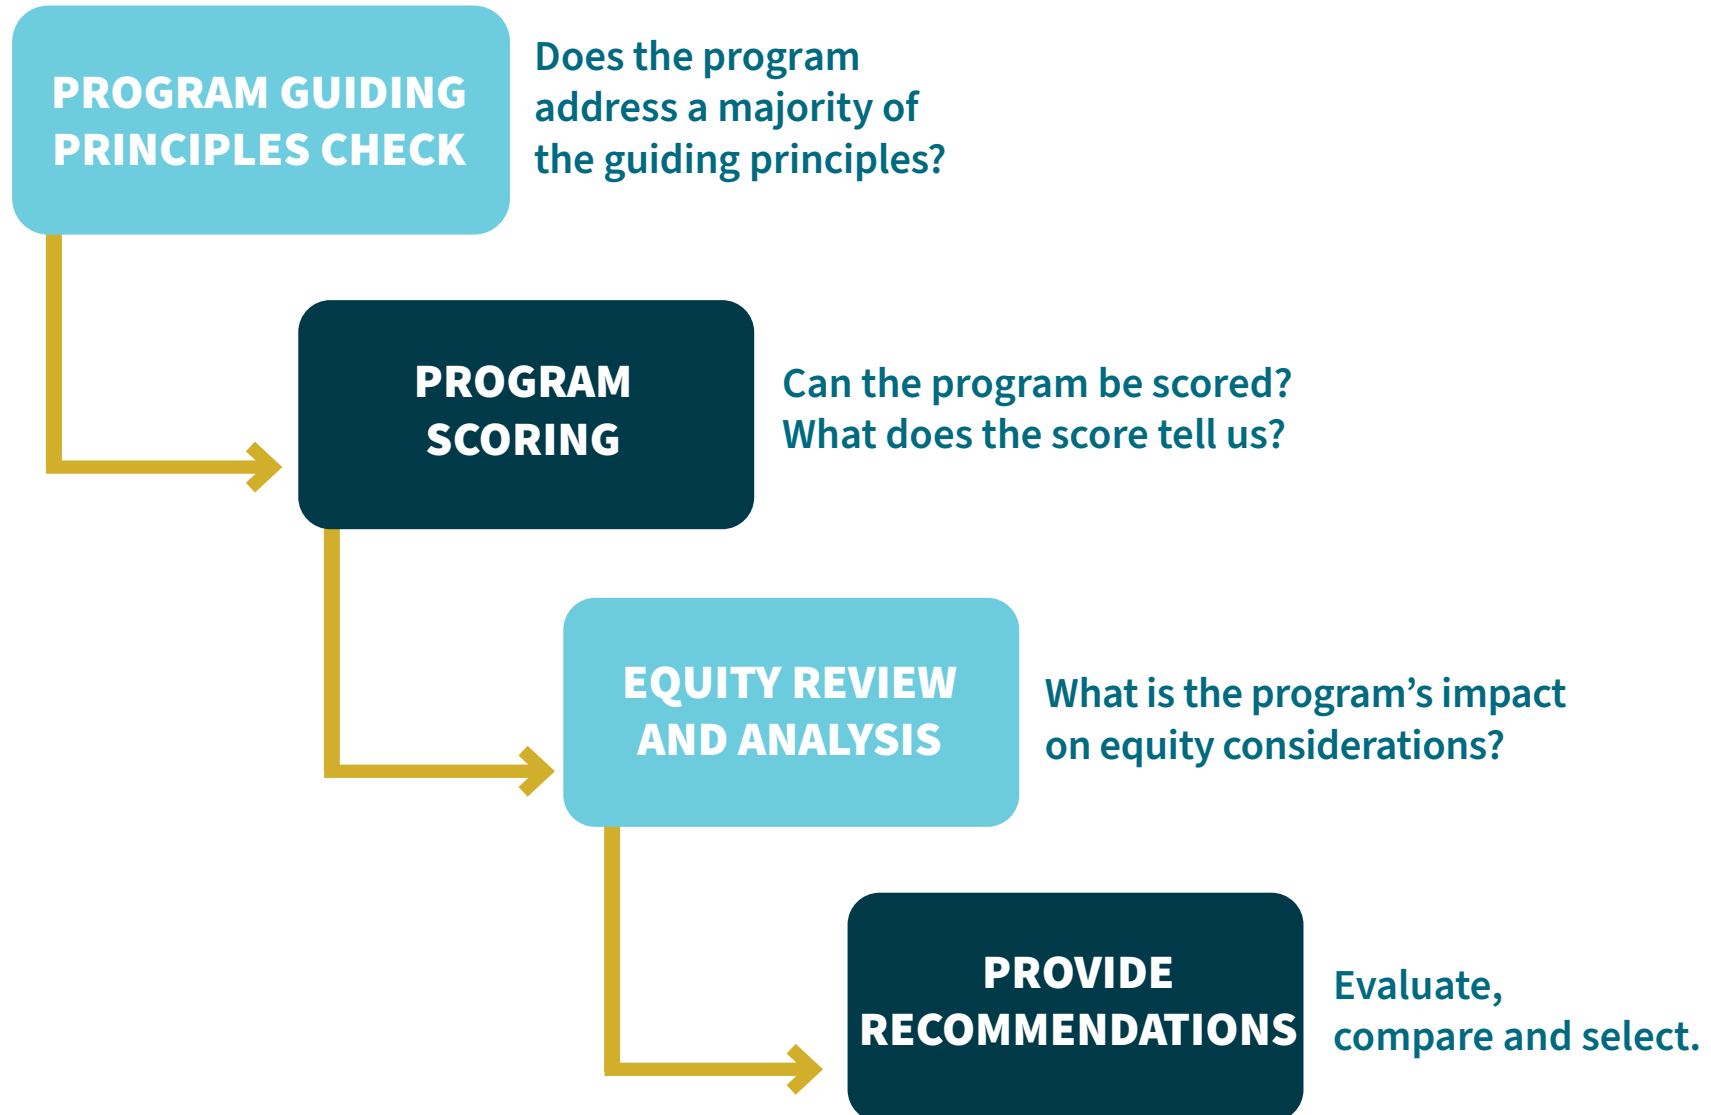 PROGRAM GUIDING
PRINCIPLES CHECK
Does the program
address a majority of
the guiding principles?
PROGRAM
SCORING
Can the program be scored?
What does the score tell us?
EQUITY REVIEW
AND ANALYSIS
What is the program’s impact
on equity considerations?
PROVIDE
RECOMMENDATIONS
Evaluate,
compare and select.